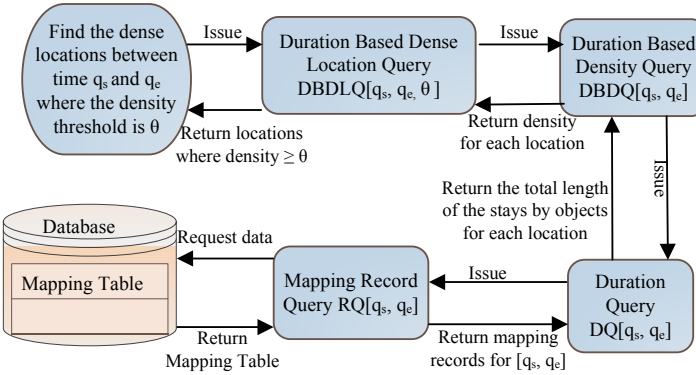 Find the dense
locations between
time qs and qe
where the density
threshold is θ
Issue
Return locations
where density ≥ θ
Duration Based Dense
Location Query
DBDLQ[qs, qe, θ ]
Issue
Return density
for each location
Duration Based
Density Query
DBDQ[qs, qe]
Issue
Return the total length
of the stays by objects
for each location
Database
Mapping Table
Request data
Return
Mapping Table
Mapping Record
Query RQ[qs, qe]
Issue
Return mapping
records for [qs, qe]
Duration
Query
DQ[qs, qe]